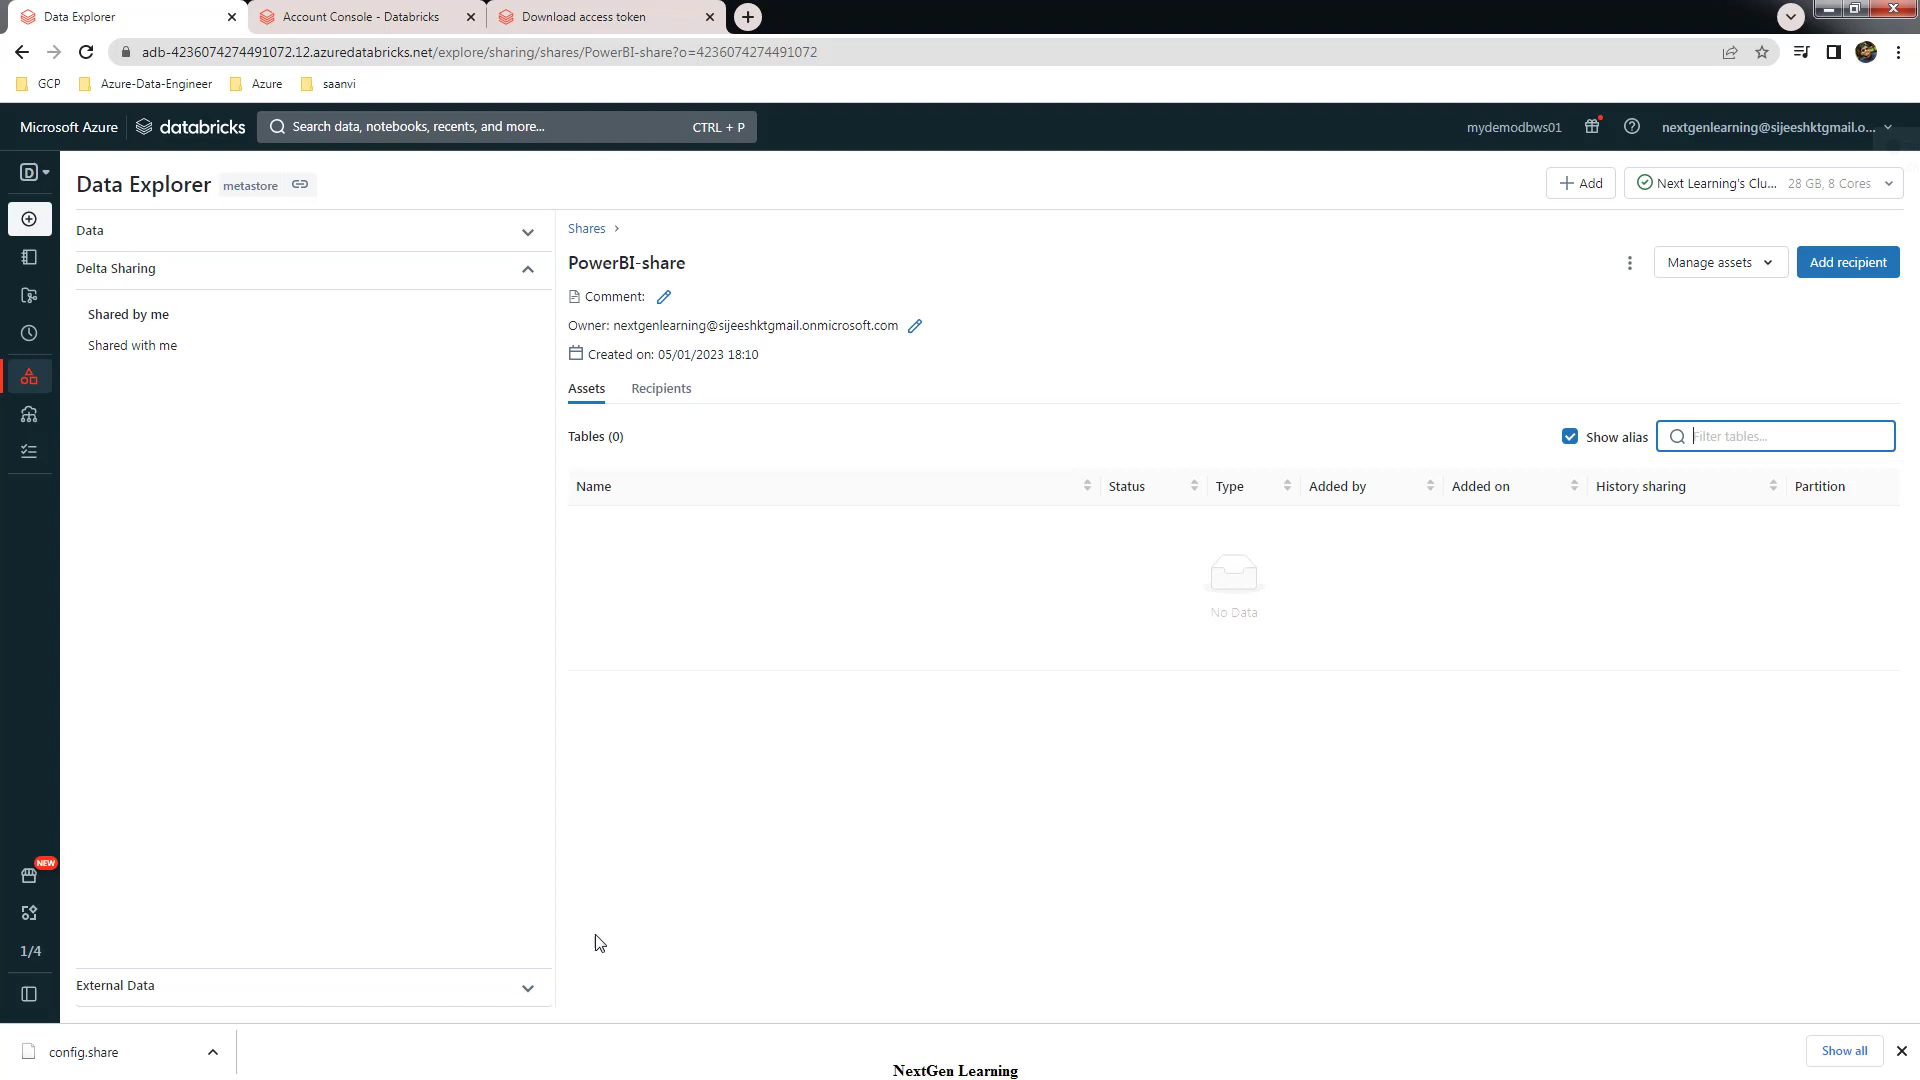 Data Explorer
Account Console - Databricks
Download access token
adb-4236074274491072.12.azuredatabricks.net/explore/sharing/shares/PowerBI-share?o=4236074274491072
GCP
Azure-Data-Engineer
Azure
saanvi
Microsoft Azure
databricks
Search data, notebooks, recents, and more...
CTRL + P
mydemodbws01
nextgenlearning@sijeeshktgmail.o...
D
Data Explorer
metastore
Add
Next Learning's Clu...
28 GB, 8 Cores
Data
Delta Sharing
Shared by me
Shared with me
External Data
Shares ›
PowerBI-share
Manage assets
Add recipient
Comment:
Owner: nextgenlearning@sijeeshktgmail.onmicrosoft.com
Created on: 05/01/2023 18:10
Assets
Recipients
Tables (0)
Show alias
Filter tables...
Name
Status
Type
Added by
Added on
History sharing
Partition
No Data
NEW
1/4
config.share
Show all
NextGen Learning